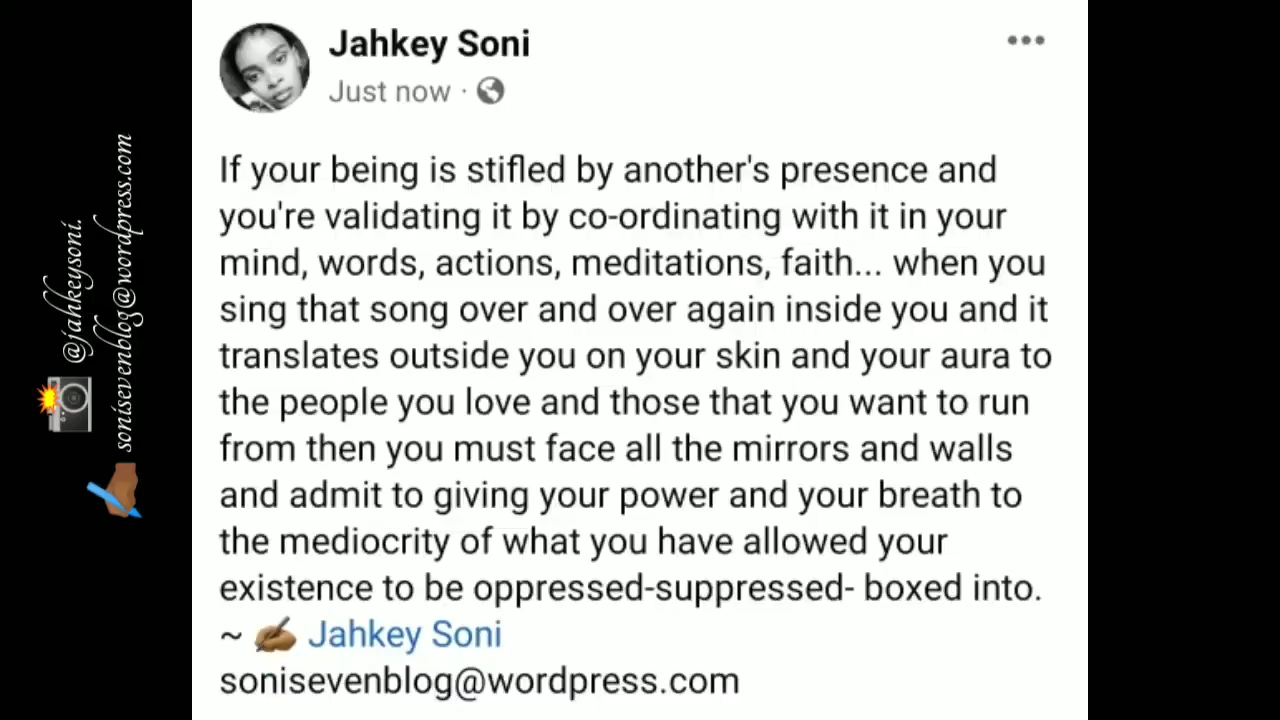 Jahkey Soni
Just now ·
If your being is stifled by another's presence and
you're validating it by co-ordinating with it in your
mind, words, actions, meditations, faith... when you
sing that song over and over again inside you and it
translates outside you on your skin and your aura to
the people you love and those that you want to run
from then you must face all the mirrors and walls
and admit to giving your power and your breath to
the mediocrity of what you have allowed your
existence to be oppressed-suppressed- boxed into.
~ ✍🏾 Jahkey Soni
sonisevenblog@wordpress.com
@jahkeysoni.
sonisevenblog@wordpress.com